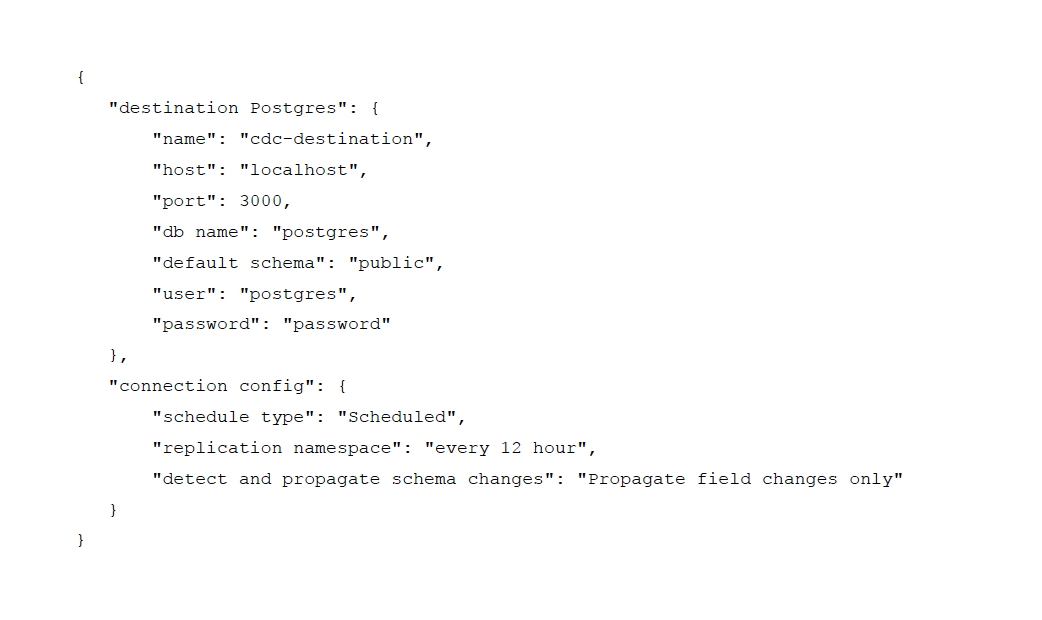 {
"destination Postgres": {
"name": "cdc-destination",
"host": "localhost",
"port": 3000,
"db name": "postgres",
"default schema": "public",
"user": "postgres",
"password": "password"
},
"connection config": {
"schedule type": "Scheduled",
"replication namespace": "every 12 hour",
"detect and propagate schema changes": "Propagate field changes only"
}
}